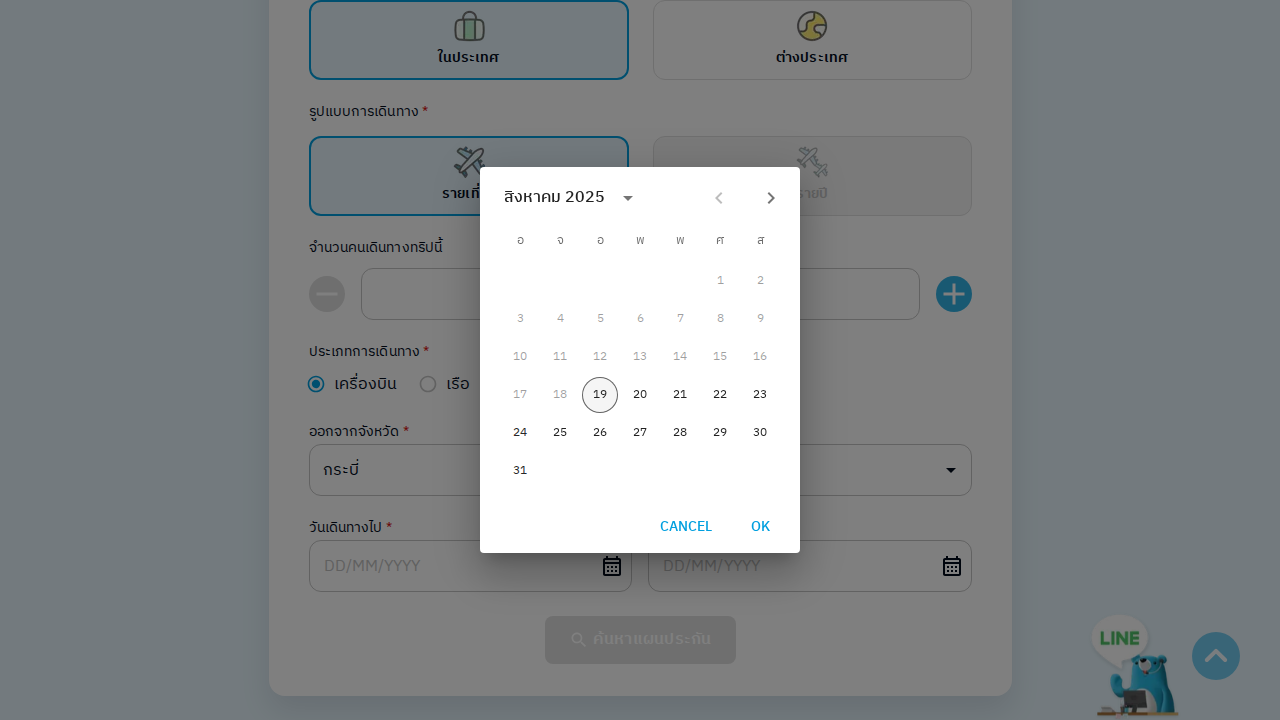 ในประเทศ ต่างประเทศ
รูปแบบการเดินทาง *
รายเที่ รายปี
สิงหาคม 2025
จำนวนคนเดินทางทริปนี้
อ จ อ พ พ ศ ส
1 2
3 4 5 6 7 8 9
10 11 12 13 14 15 16
17 18 19 20 21 22 23
24 25 26 27 28 29 30
31
CANCEL OK
ประเภทการเดินทาง *
เครื่องบิน เรือ
ออกจากจังหวัด *
กระบี่
วันเดินทางไป *
DD/MM/YYYY DD/MM/YYYY
ค้นหาแผนประกัน
LINE